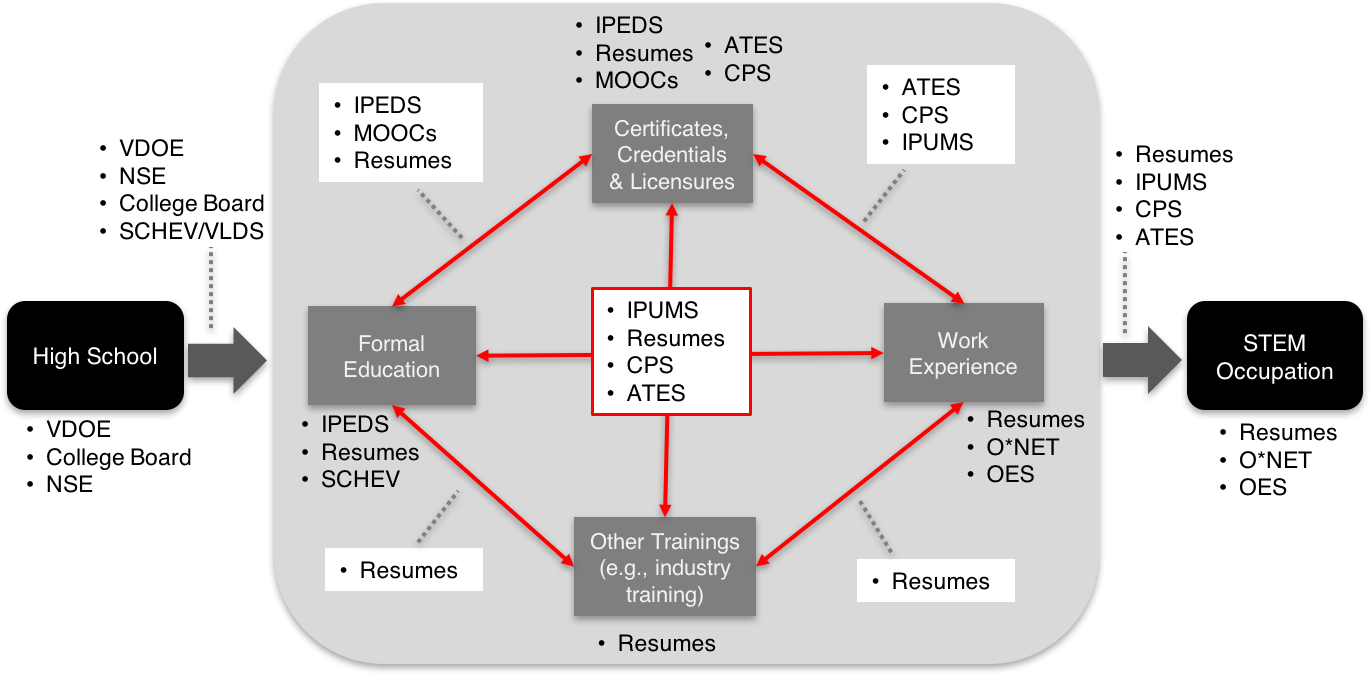 • IPEDS
• Resumes
• MOOCs
• ATES
• CPS
• IPEDS
• MOOCs
• Resumes
Certificates,
Credentials
& Licensures
• ATES
• CPS
• IPUMS
• VDOE
• NSE
• College Board
• SCHEV/VLDS
• Resumes
• IPUMS
• CPS
• ATES
High School
• VDOE
• College Board
• NSE
Formal
Education
• IPEDS
• Resumes
• SCHEV
• IPUMS
• Resumes
• CPS
• ATES
Work
Experience
• Resumes
• O*NET
• OES
STEM
Occupation
• Resumes
• O*NET
• OES
• Resumes
Other Trainings
(e.g., industry
training)
• Resumes
• Resumes